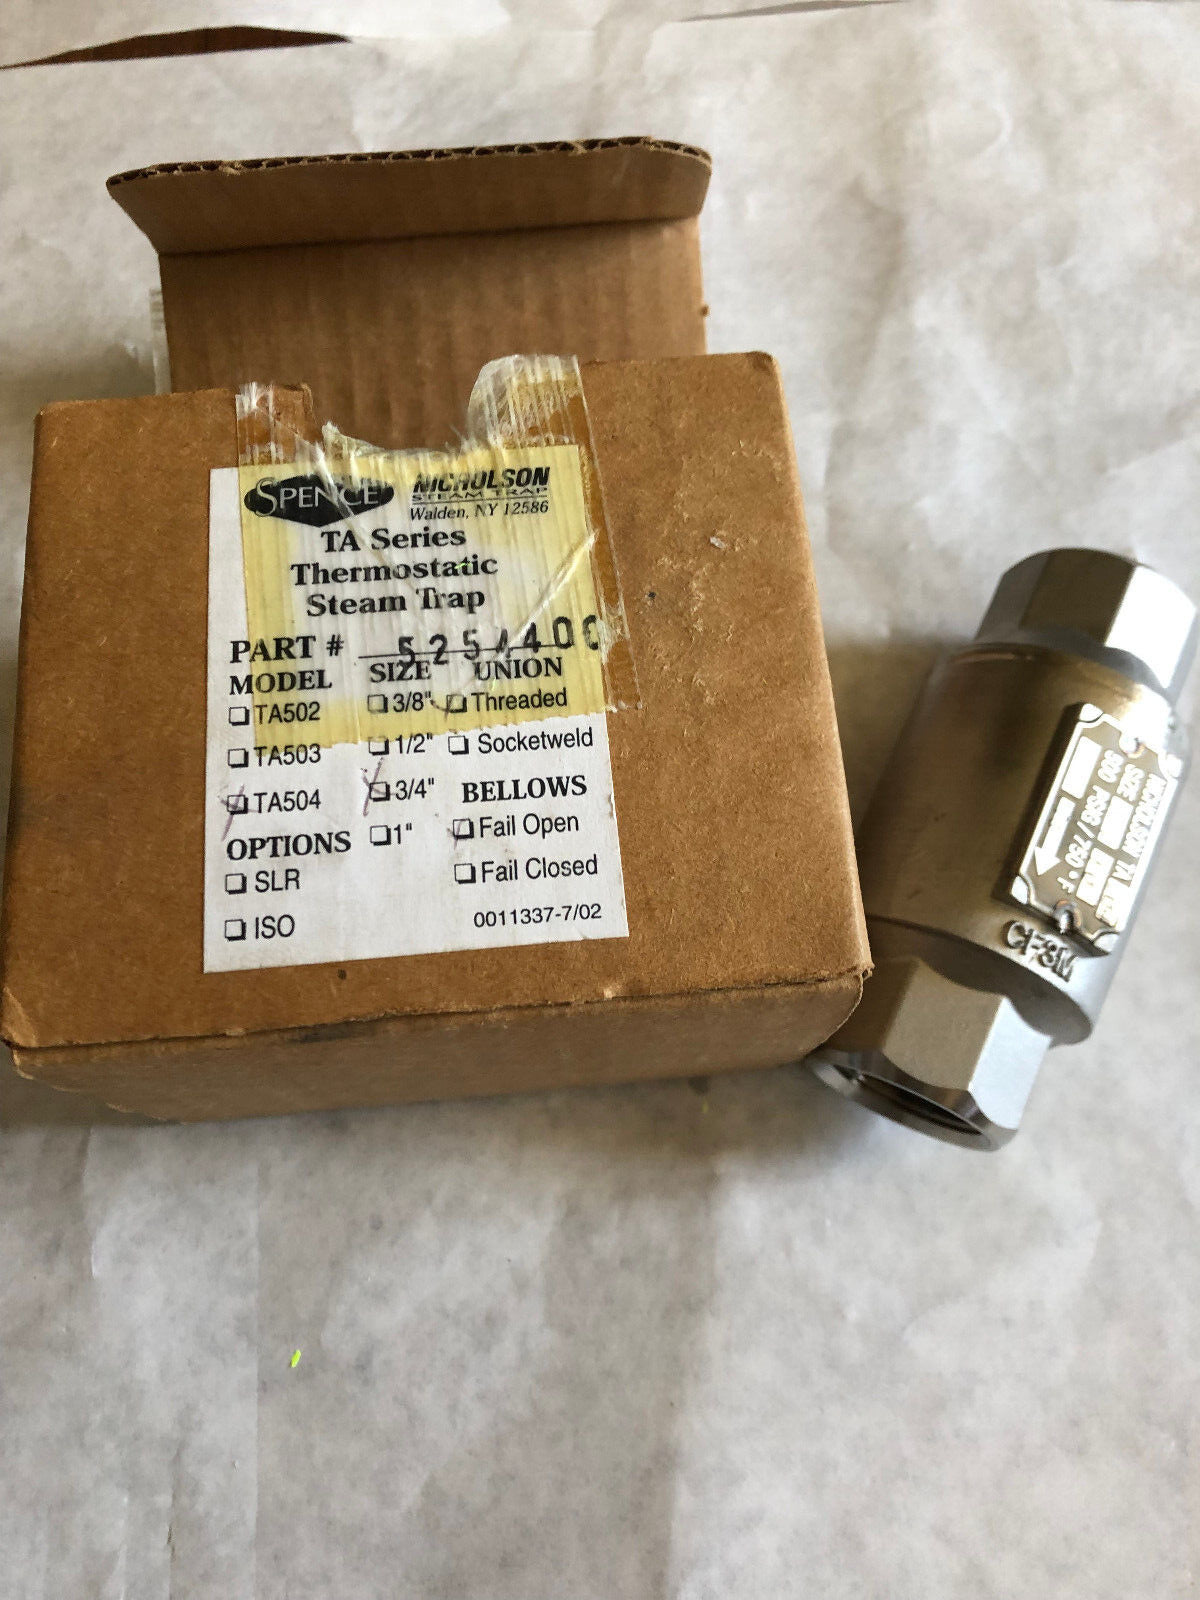 SPENCE NICHOLSON
STEAM TRAP
Walden, NY 12586
TA Series
Thermostatic
Steam Trap
PART # 5254400
MODEL SIZE UNION
TA502 3/8" Threaded
TA503 1/2" Socketweld
TA504 3/4" BELLOWS
OPTIONS 1" Fail Open
SLR Fail Closed
ISO 0011337-7/02
NICHOLSON TA
SIZE
PSIG / 750 °F
CF3M